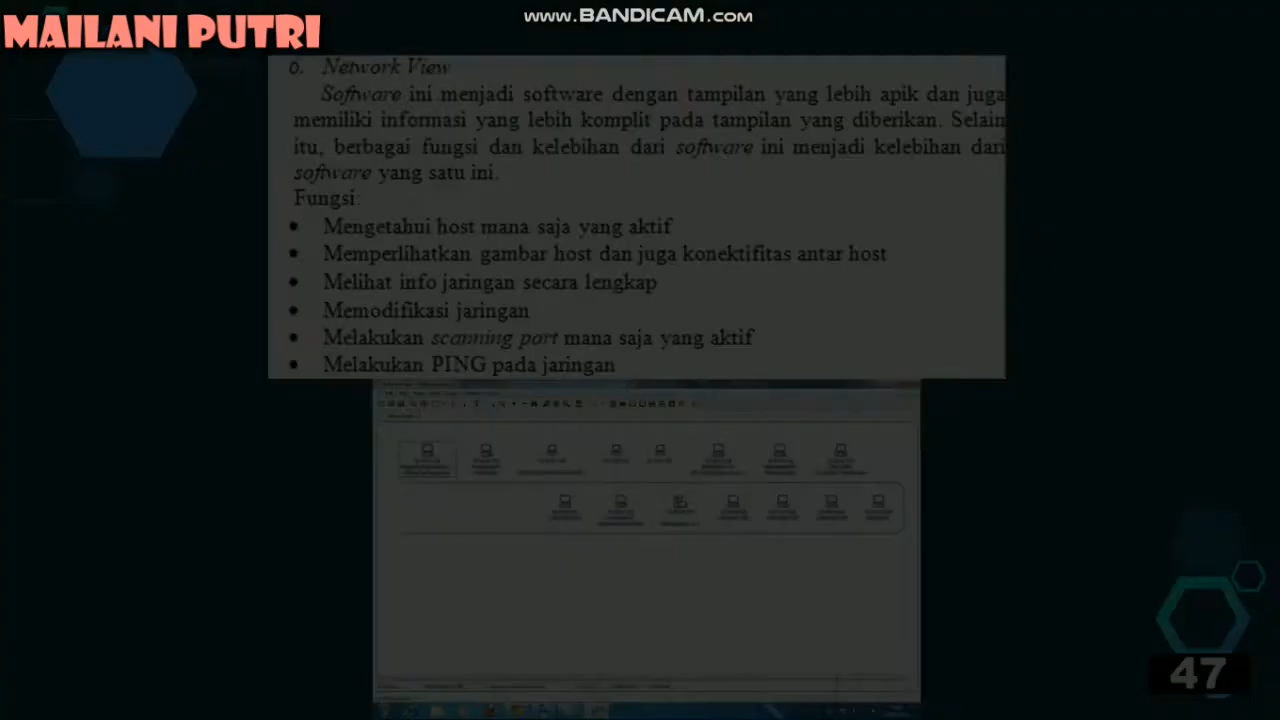 www.BANDICAM.com
MAILANI PUTRI
6. Network View
Software ini menjadi software dengan tampilan yang lebih apik dan juga
memiliki informasi yang lebih komplit pada tampilan yang diberikan. Selain
itu, berbagai fungsi dan kelebihan dari software ini menjadi kelebihan dari
software yang satu ini.
Fungsi:
• Mengetahui host mana saja yang aktif
• Memperlihatkan gambar host dan juga konektifitas antar host
• Melihat info jaringan secara lengkap
• Memodifikasi jaringan
• Melakukan scanning port mana saja yang aktif
• Melakukan PING pada jaringan
47